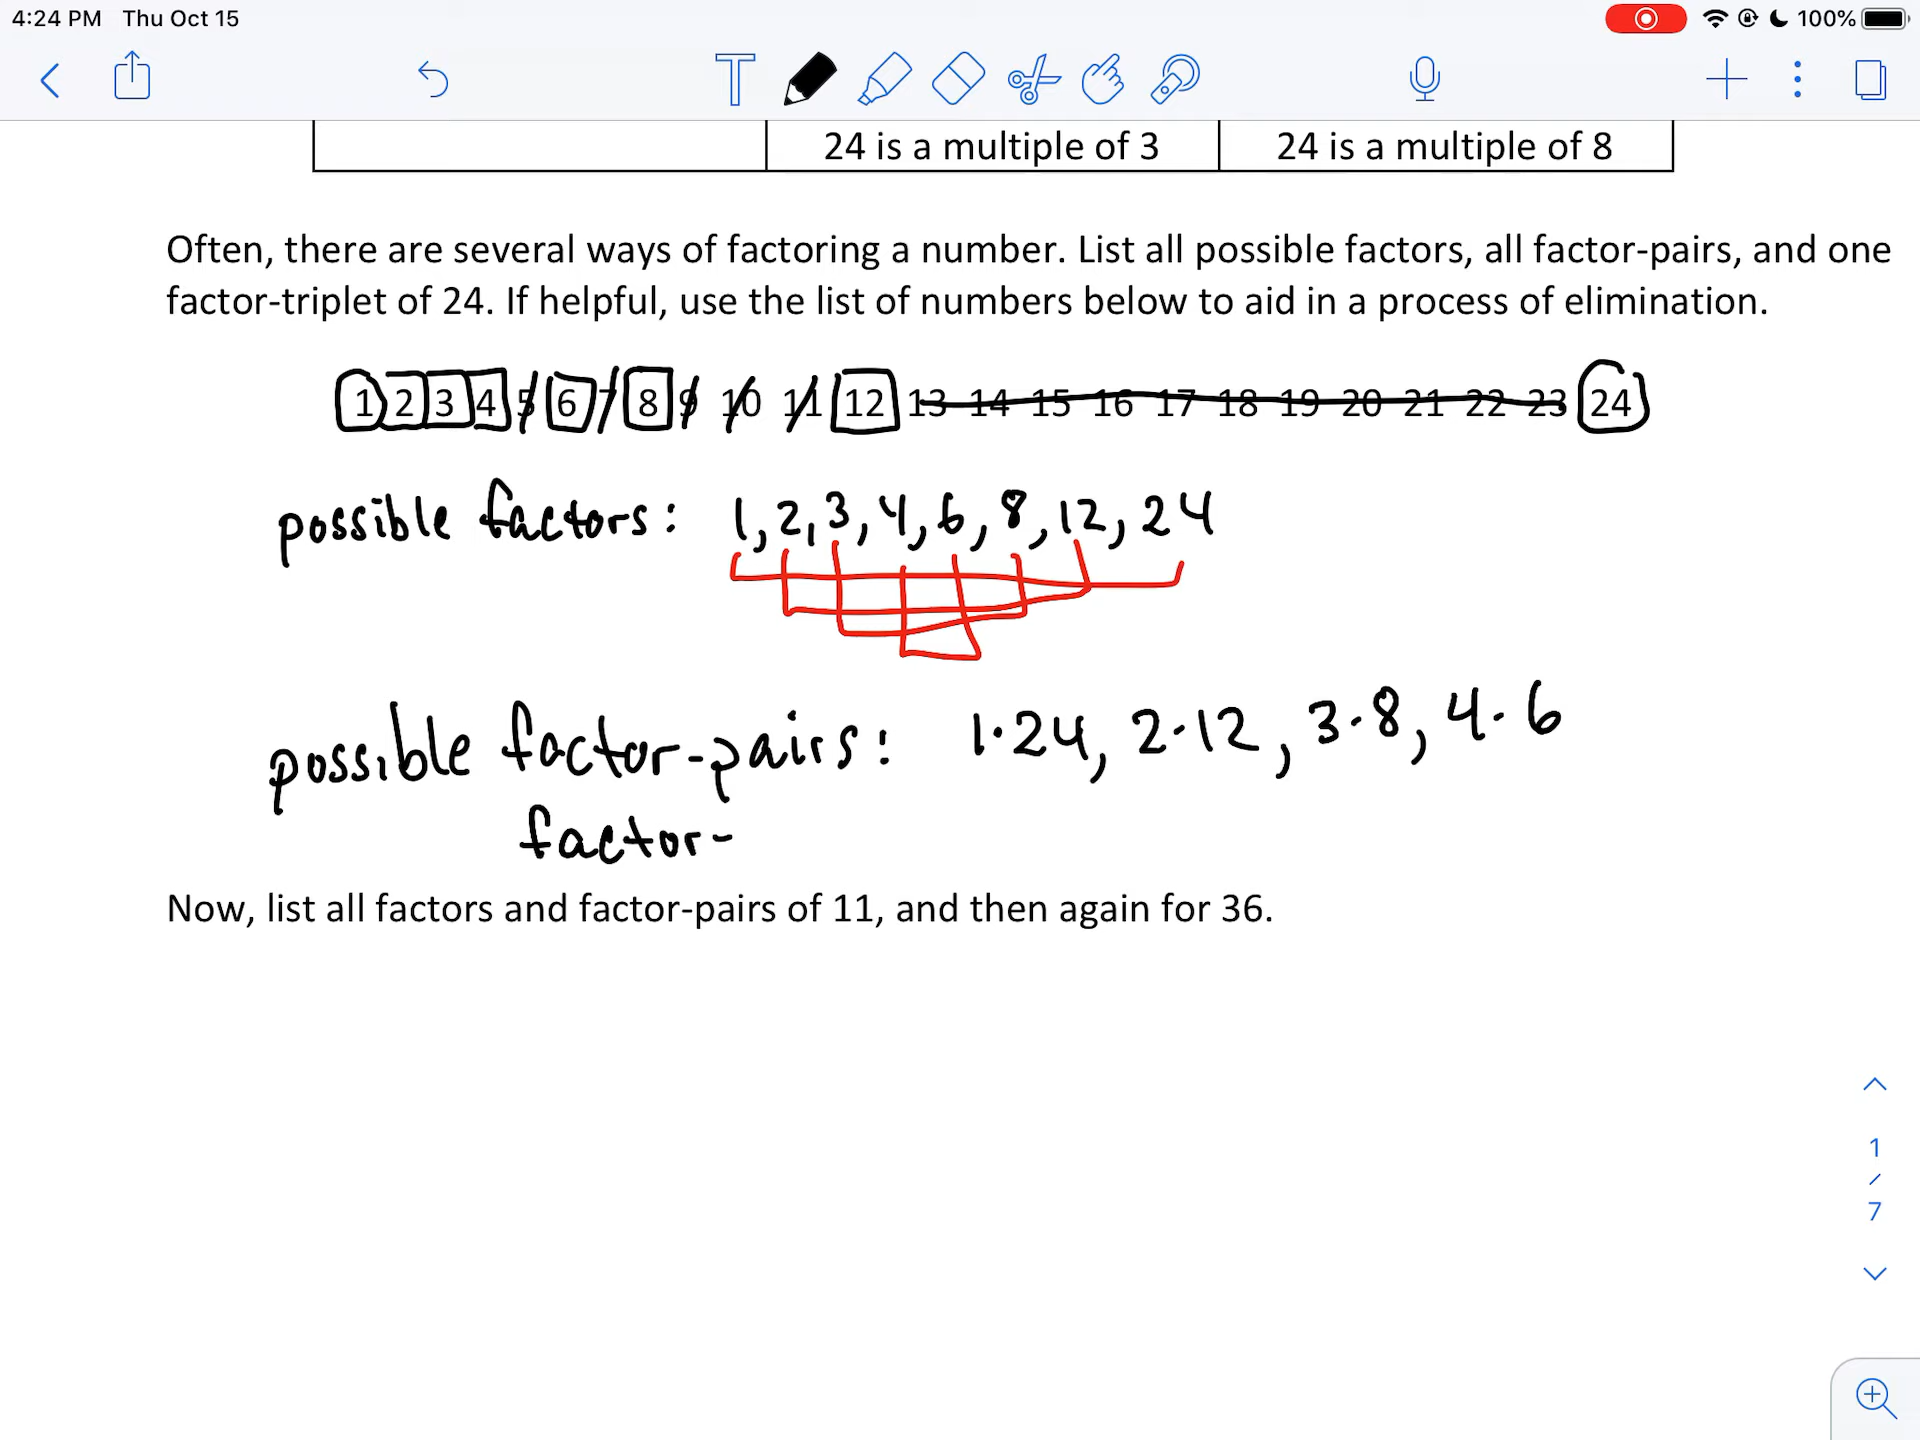 4:24 PM Thu Oct 15 100%
T
24 is a multiple of 3 24 is a multiple of 8
Often, there are several ways of factoring a number. List all possible factors, all factor-pairs, and one
factor-triplet of 24. If helpful, use the list of numbers below to aid in a process of elimination.
1 2 3 4 5 6 7 8 9 10 11 12 13 14 15 16 17 18 19 20 21 22 23 24
possible factors: 1, 2, 3, 4, 6, 8, 12, 24
possible factor-pairs: 1·24, 2·12, 3·8, 4·6
factor-
Now, list all factors and factor-pairs of 11, and then again for 36.
1
/
7